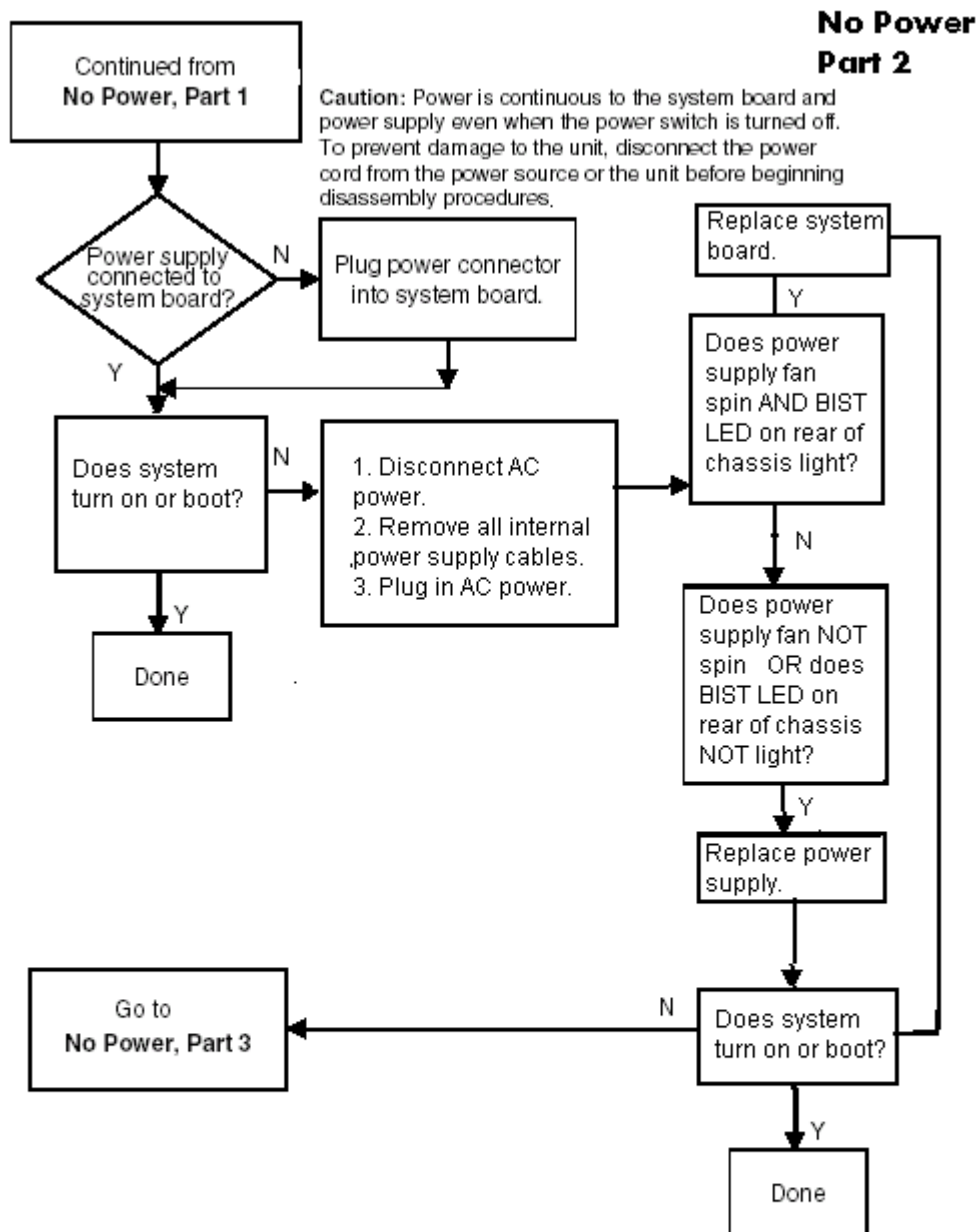 No Power
Part 2
Continued from
No Power, Part 1
Caution: Power is continuous to the system board and
power supply even when the power switch is turned off.
To prevent damage to the unit, disconnect the power
cord from the power source or the unit before beginning
disassembly procedures.
Power supply
connected to
system board?
N
Plug power connector
into system board.
Y
Does system
turn on or boot?
N
1. Disconnect AC
power.
2. Remove all internal
power supply cables.
3. Plug in AC power.
Y
Done
Replace system
board.
Y
Does power
supply fan
spin AND BIST
LED on rear of
chassis light?
N
Does power
supply fan NOT
spin OR does
BIST LED on
rear of chassis
NOT light?
Y
Replace power
supply.
Does system
turn on or boot?
N
Go to
No Power, Part 3
Y
Done